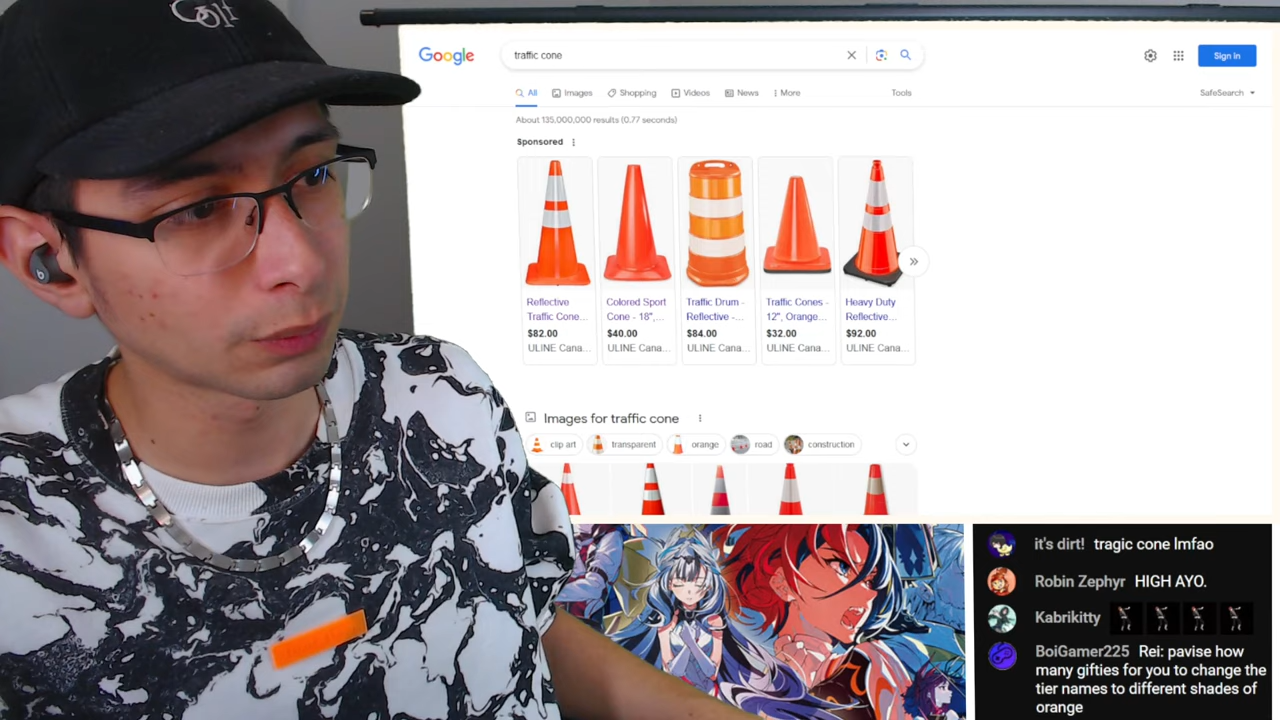 Golf
Google
traffic cone
Sign in
All
Images
Shopping
Videos
News
More
Tools
SafeSearch
About 135,000,000 results (0.77 seconds)
Sponsored
Reflective
Traffic Cone...
$82.00
ULINE Cana...
Colored Sport
Cone - 18",...
$40.00
ULINE Cana...
Traffic Drum -
Reflective -...
$84.00
ULINE Cana...
Traffic Cones -
12", Orange...
$32.00
ULINE Cana...
Heavy Duty
Reflective...
$92.00
ULINE Cana...
Images for traffic cone
clip art
transparent
orange
road
construction
it's dirt! tragic cone lmfao
Robin Zephyr HIGH AYO.
Kabrikitty
BoiGamer225 Rei: pavise how
many gifties for you to change the
tier names to different shades of
orange